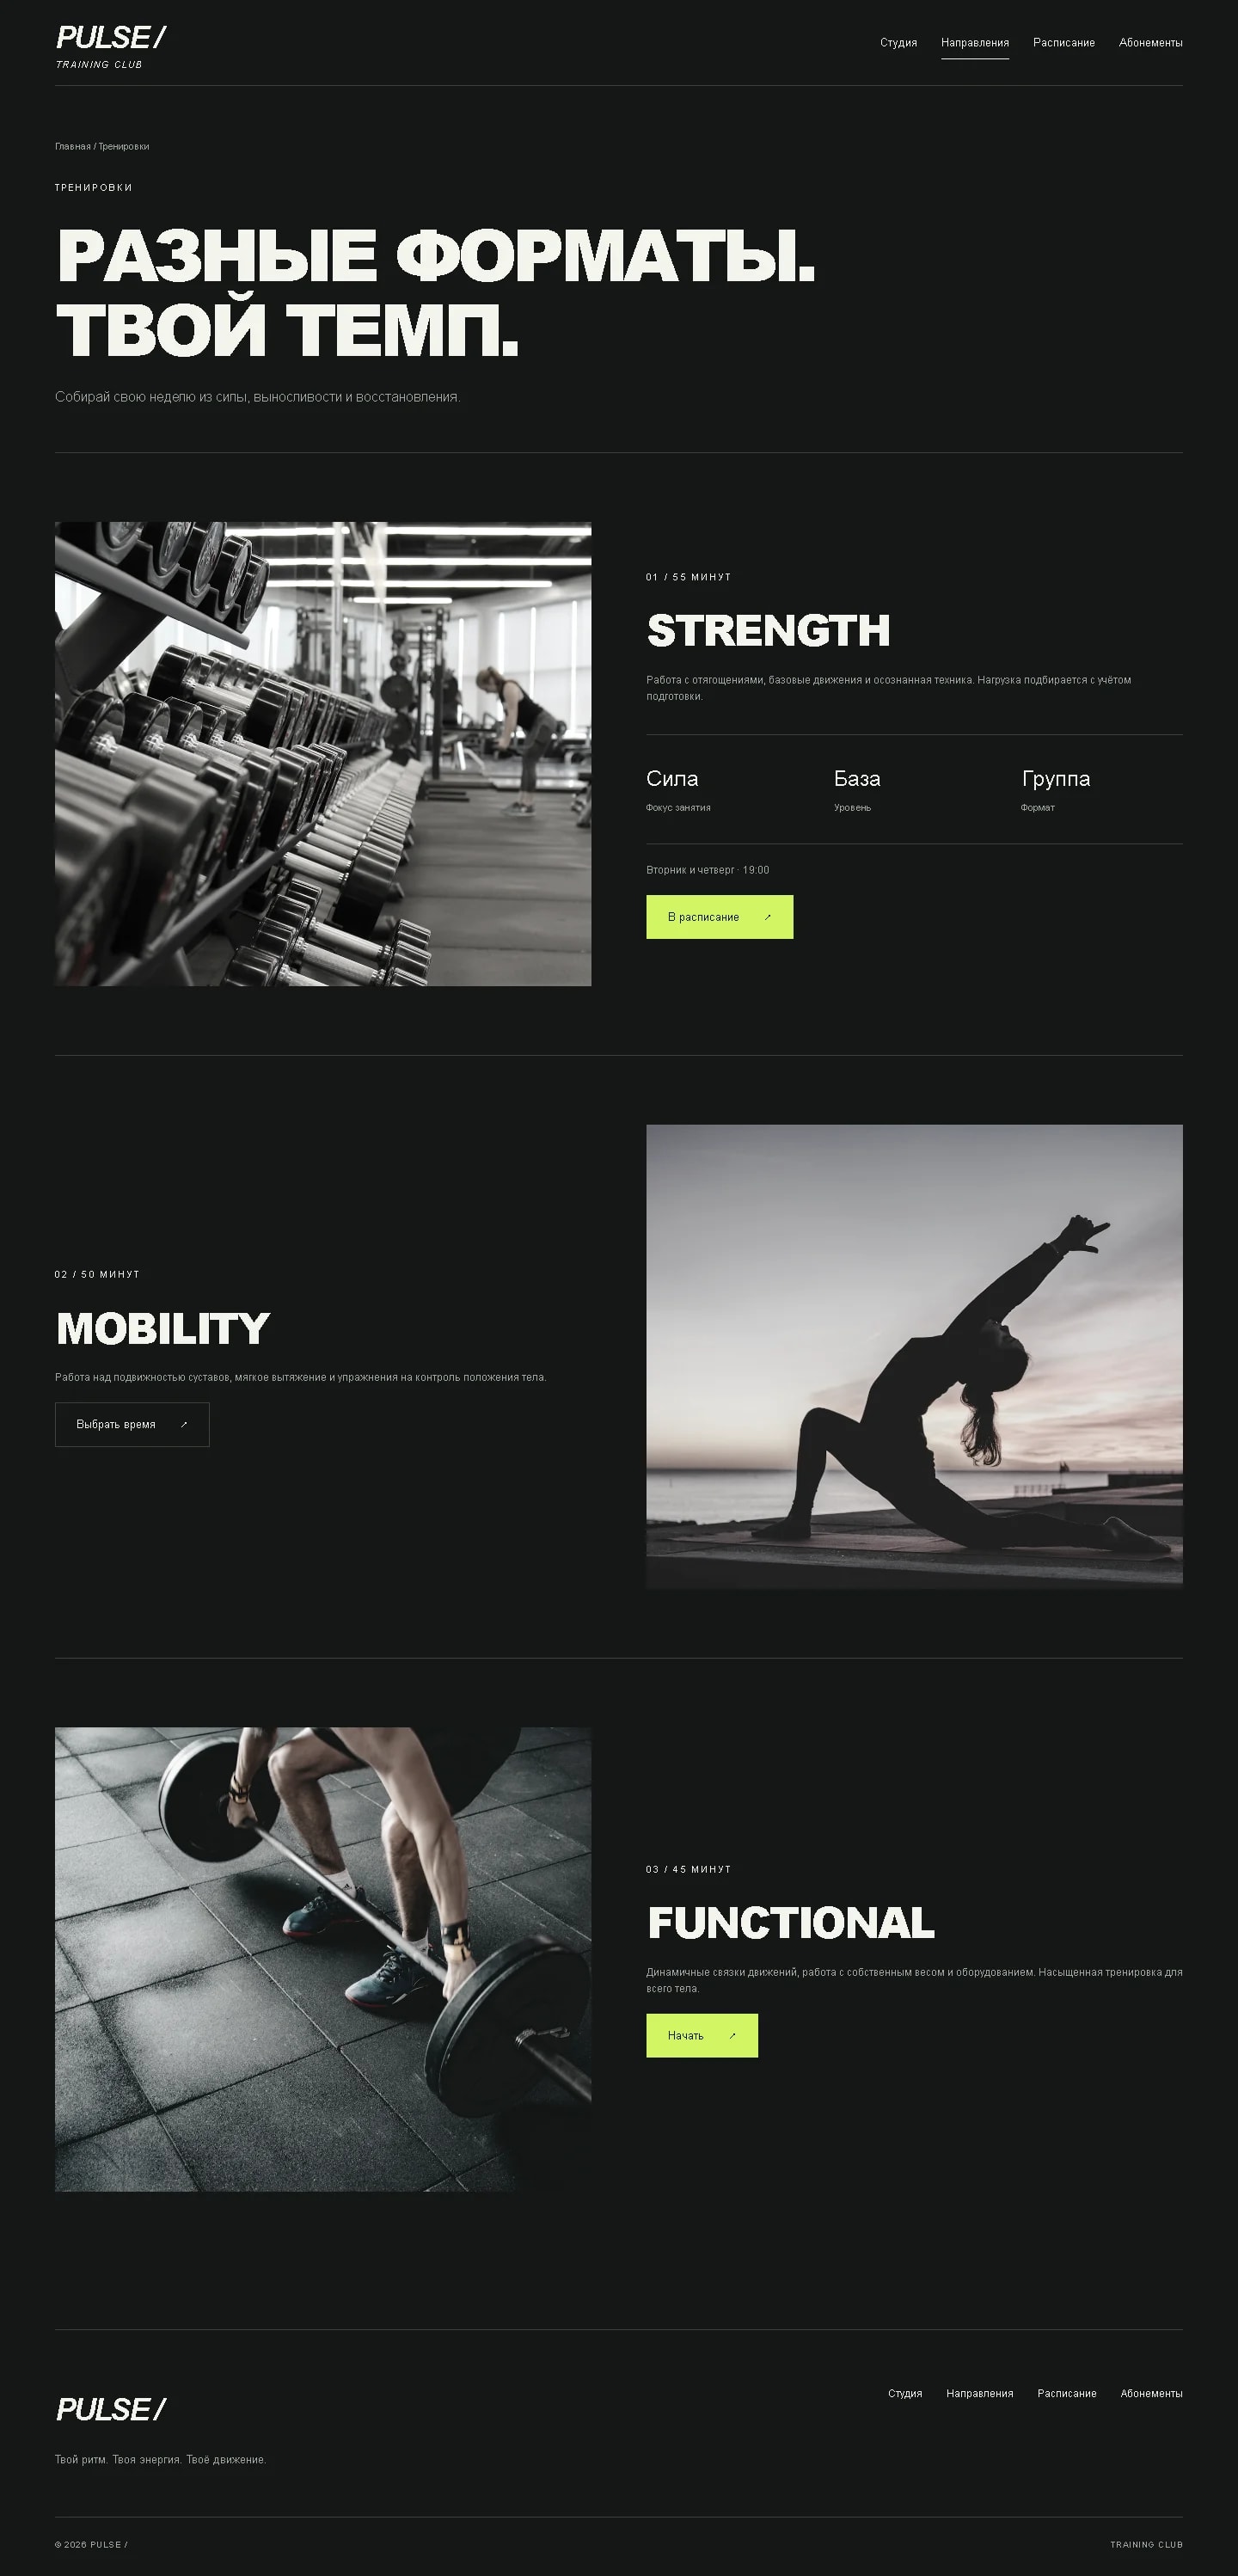 PULSE /
TRAINING CLUB
Студия Направления Расписание Абонементы
Главная / Тренировки
ТРЕНИРОВКИ
РАЗНЫЕ ФОРМАТЫ.
ТВОЙ ТЕМП.
Собирай свою неделю из силы, выносливости и восстановления.
01 / 55 МИНУТ
STRENGTH
Работа с отягощениями, базовые движения и осознанная техника. Нагрузка подбирается с учётом
подготовки.
Сила База Группа
Фокус занятия Уровень Формат
Вторник и четверг · 19:00
В расписание ↗
02 / 50 МИНУТ
MOBILITY
Работа над подвижностью суставов, мягкое вытяжение и упражнения на контроль положения тела.
Выбрать время ↗
03 / 45 МИНУТ
FUNCTIONAL
Динамичные связки движений, работа с собственным весом и оборудованием. Насыщенная тренировка для
всего тела.
Начать ↗
PULSE /
Студия Направления Расписание Абонементы
Твой ритм. Твоя энергия. Твоё движение.
© 2026 PULSE /
TRAINING CLUB